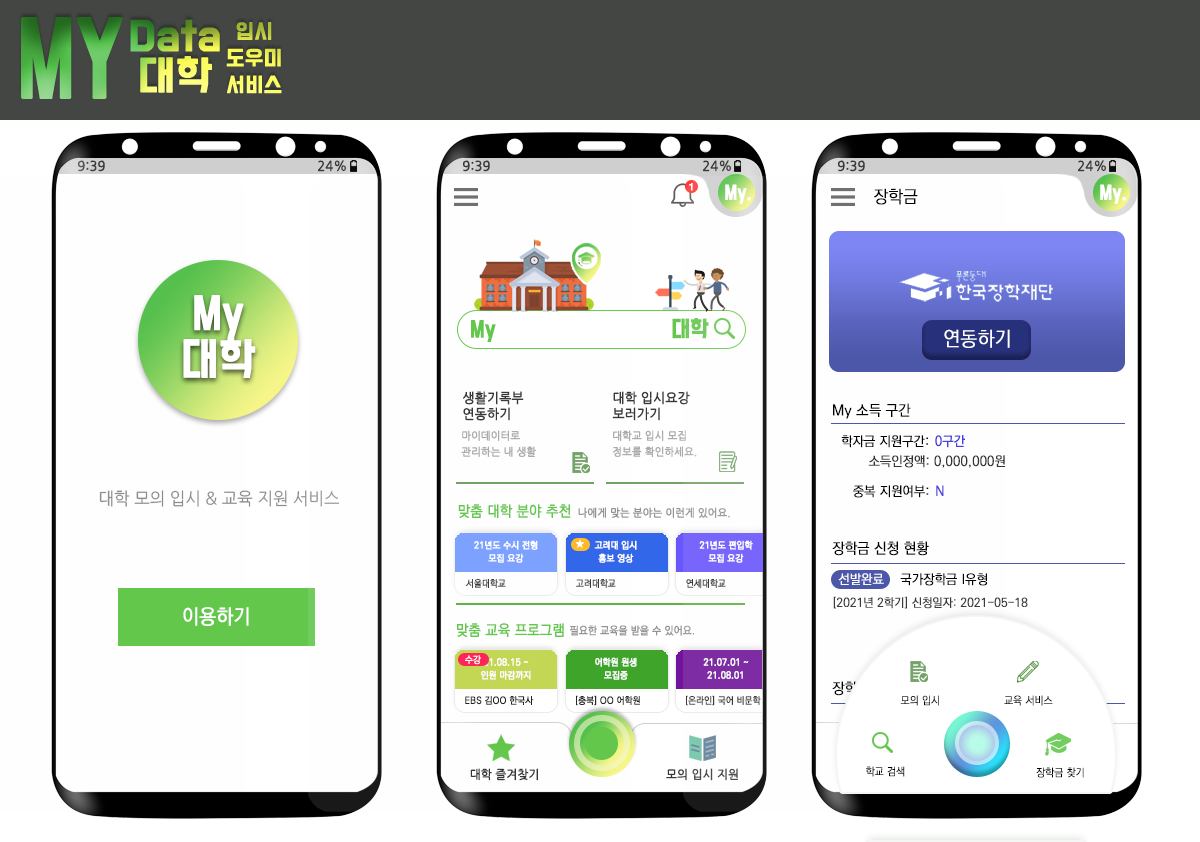 MY Data 대학 입시 도우미 서비스
9:39 24%
My 대학
대학 모의 입시 & 교육 지원 서비스
이용하기
9:39 24%
1 My.
My 대학
생활기록부
연동하기
마이데이터로
관리하는 내 생활
대학 입시요강
보러가기
대학교 입시 모집
정보를 확인하세요.
맞춤 대학 분야 추천 나에게 맞는 분야는 이런게 있어요.
21년도 수시 전형
모집 요강
서울대학교
고려대 입시
홍보 영상
고려대학교
21년도 편입학
모집 요강
연세대학교
맞춤 교육 프로그램 필요한 교육을 받을 수 있어요.
수강 1.08.15 ~
인원 마감까지
EBS 김OO 한국사
어학원 원생
모집중
[충북] OO 어학원
21.07.01 ~
21.08.01
[온라인] 국어 비문학
대학 즐겨찾기
모의 입시 지원
9:39 24%
장학금 My.
푸른등대
한국장학재단
연동하기
My 소득 구간
학자금 지원구간: 0구간
소득인정액: 0,000,000원
중복 지원여부: N
장학금 신청 현황
선발완료 국가장학금 I유형
[2021년 2학기] 신청일자: 2021-05-18
모의 입시
교육 서비스
학교 검색
장학금 찾기